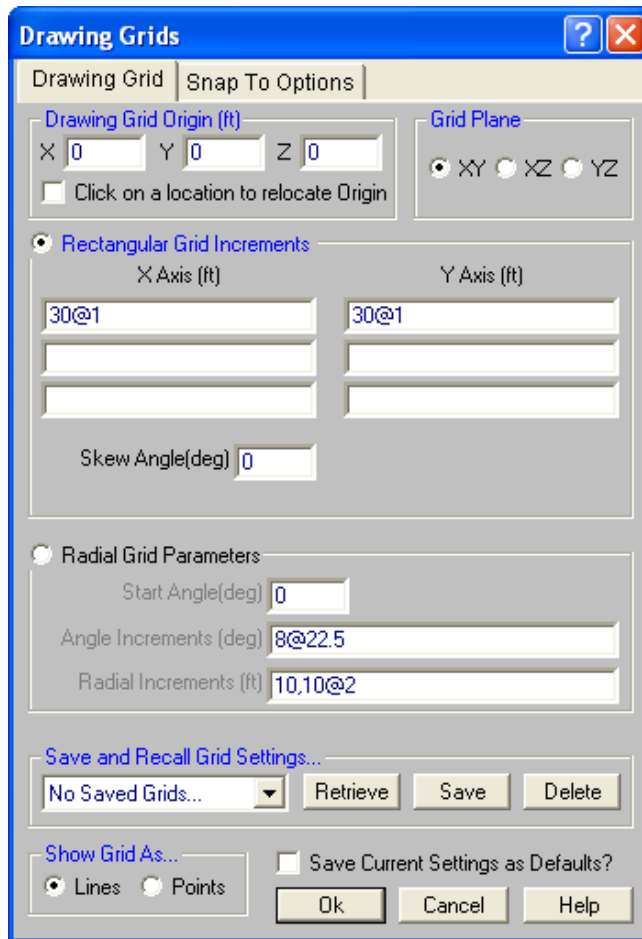 Drawing Grids
Drawing Grid Snap To Options
Drawing Grid Origin (ft)
X 0 Y 0 Z 0
Click on a location to relocate Origin
Grid Plane
XY XZ YZ
Rectangular Grid Increments
X Axis (ft) Y Axis (ft)
30@1 30@1
Skew Angle(deg) 0
Radial Grid Parameters
Start Angle(deg) 0
Angle Increments (deg) 8@22.5
Radial Increments (ft) 10,10@2
Save and Recall Grid Settings...
No Saved Grids... Retrieve Save Delete
Show Grid As...
Lines Points
Save Current Settings as Defaults?
Ok Cancel Help